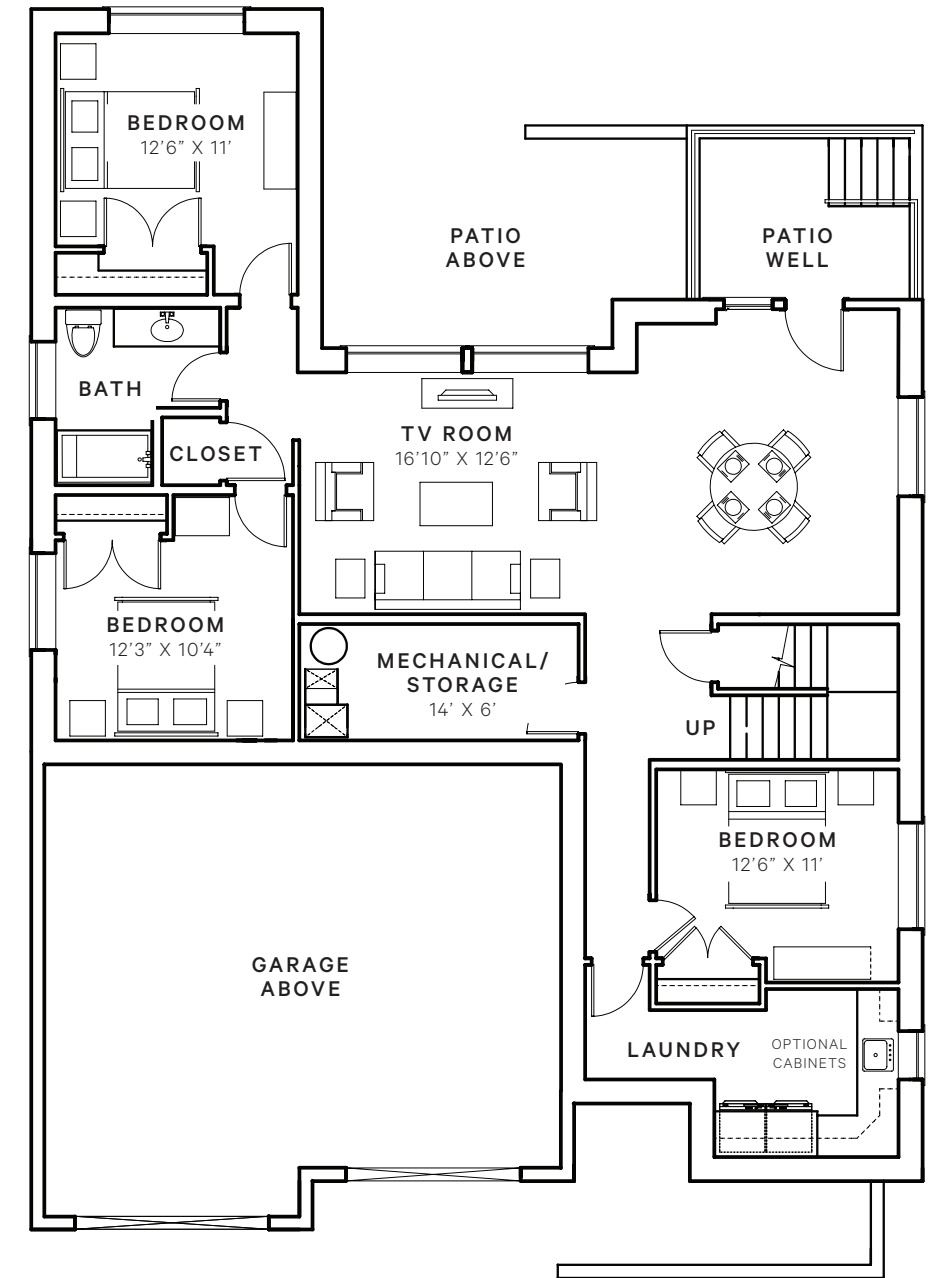 BEDROOM
12’6” X 11’
PATIO
ABOVE
PATIO
WELL
BATH
CLOSET
TV ROOM
16’10” X 12’6”
BEDROOM
12’3” X 10’4”
MECHANICAL/
STORAGE
14’ X 6’
UP
BEDROOM
12’6” X 11’
GARAGE
ABOVE
LAUNDRY
OPTIONAL
CABINETS